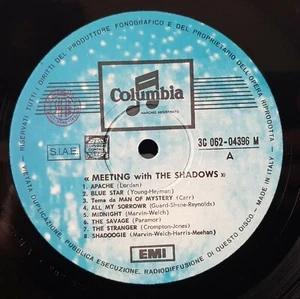 RISERVATI TUTTI I DIRITTI DEL PRODUTTORE FONOGRAFICO E DEL PROPRIETARIO DELL'OPERA RIPRODOTTA
Columbia
MARCHIO REGISTRATO
S.I.A.E.
3C 062-04396 M
A
« MEETING with THE SHADOWS »
1. APACHE (Lordan)
2. BLUE STAR (Young-Heyman)
3. Tema da MAN OF MYSTERY (Carr)
4. ALL MY SORROWR (Guard-Shane-Reynolds)
5. MIDNIGHT (Marvin-Welch)
6. THE SAVAGE (Paramor)
7. THE STRANGER (Crompton-Jones)
8. SHADOOGIE (Marvin-Welch-Harris-Meehan)
EMI
VIETATA DUPLICAZIONE, PUBBLICA ESECUZIONE, RADIODIFFUSIONE DI QUESTO DISCO
MADE IN ITALY